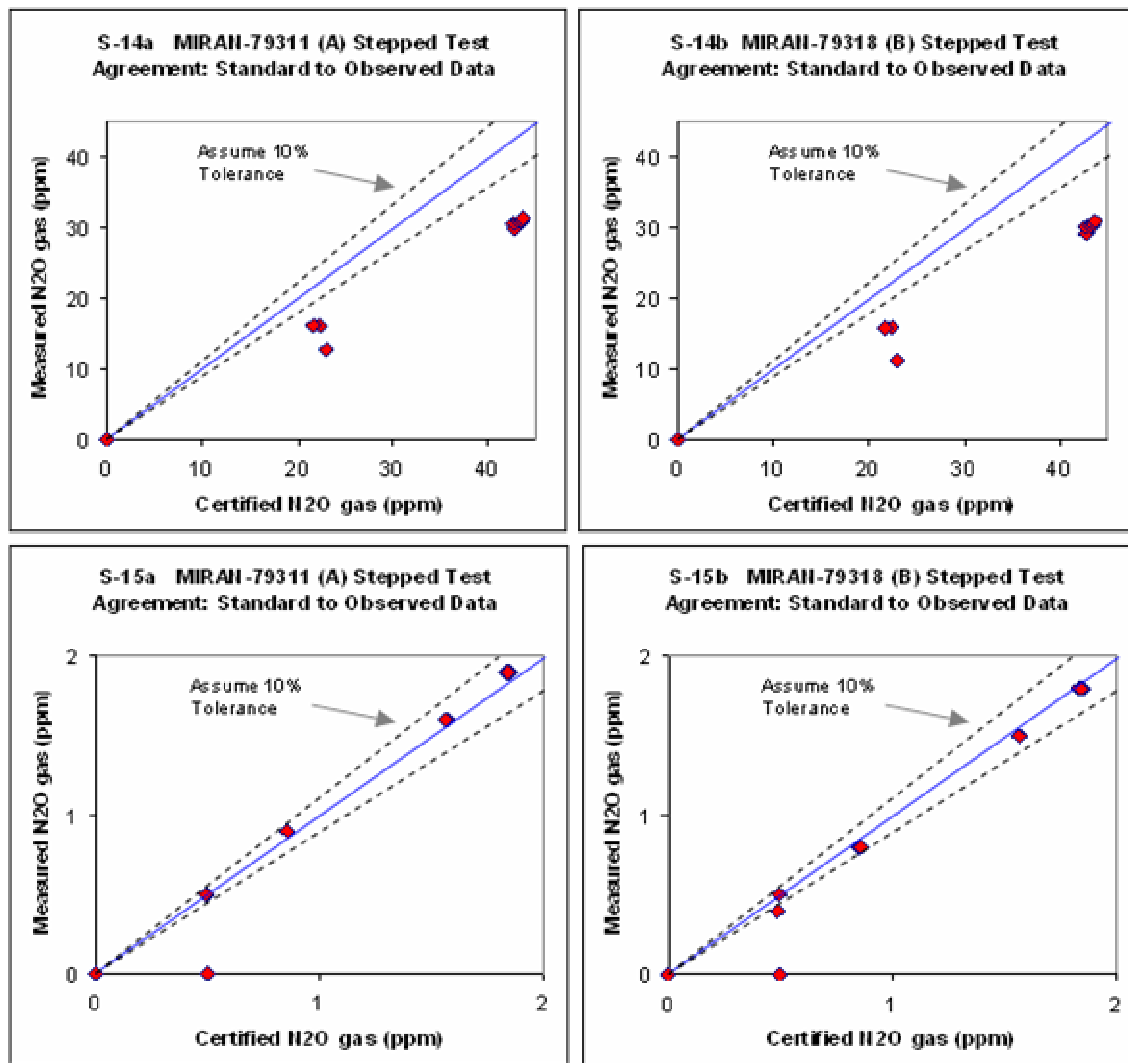 S-14a MIRAN-79311 (A) Stepped Test
Agreement: Standard to Observed Data
Assume 10%
Tolerance
Measured N2O gas (ppm)
40
30
20
10
0
0 10 20 30 40
Certified N2O gas (ppm)
S-14b MIRAN-79318 (B) Stepped Test
Agreement: Standard to Observed Data
Assume 10%
Tolerance
Measured N2O gas (ppm)
40
30
20
10
0
0 10 20 30 40
Certified N2O gas (ppm)
S-15a MIRAN-79311 (A) Stepped Test
Agreement: Standard to Observed Data
Assume 10%
Tolerance
Measured N2O gas (ppm)
2
1
0
0 1 2
Certified N2O gas (ppm)
S-15b MIRAN-79318 (B) Stepped Test
Agreement: Standard to Observed Data
Assume 10%
Tolerance
Measured N2O gas (ppm)
2
1
0
0 1 2
Certified N2O gas (ppm)